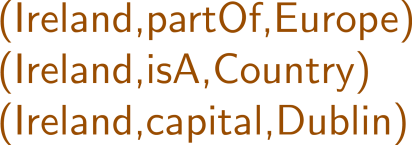 (Ireland,partOf,Europe)
(Ireland,isA,Country)
(Ireland,capital,Dublin)